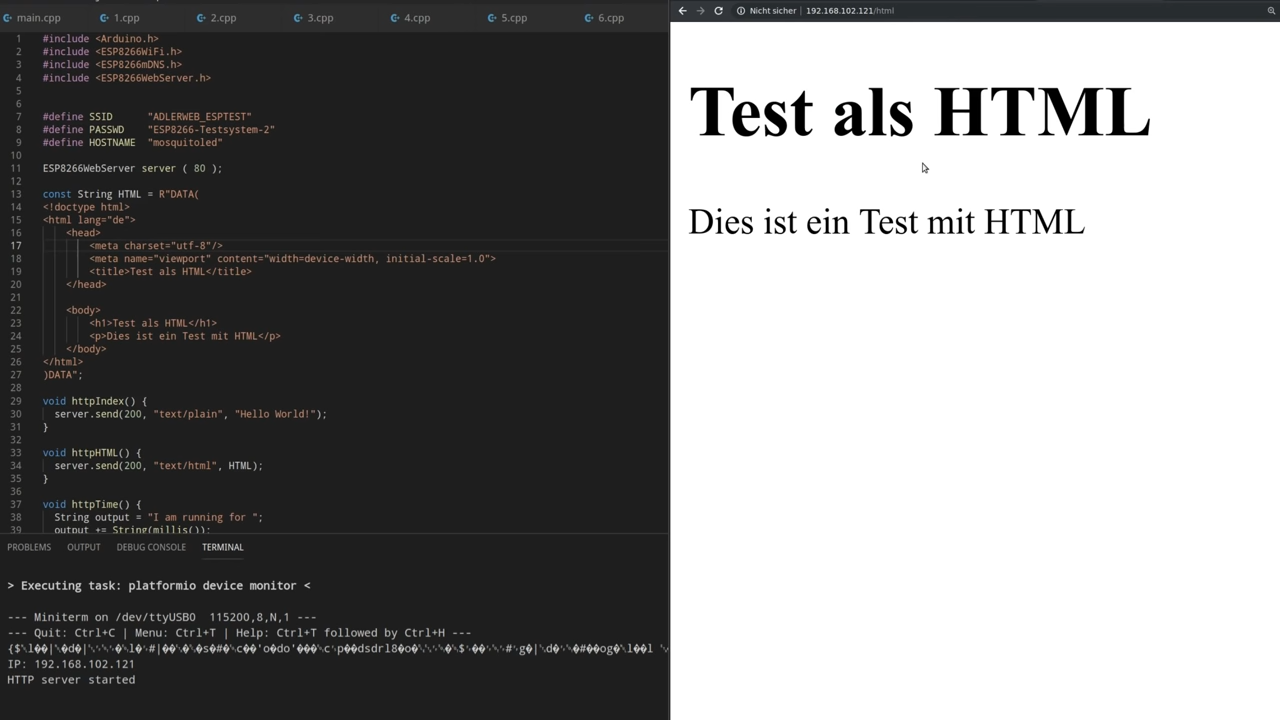 main.cpp 1.cpp 2.cpp 3.cpp 4.cpp 5.cpp 6.cpp
1 #include <Arduino.h>
2 #include <ESP8266WiFi.h>
3 #include <ESP8266mDNS.h>
4 #include <ESP8266WebServer.h>
5
6
7 #define SSID     "ADLERWEB_ESPTEST"
8 #define PASSWD   "ESP8266-Testsystem-2"
9 #define HOSTNAME  "mosquitoled"
10
11 ESP8266WebServer server ( 80 );
12
13 const String HTML = R"DATA(
14 <!doctype html>
15 <html lang="de">
16 <head>
17 <meta charset="utf-8"/>
18 <meta name="viewport" content="width=device-width, initial-scale=1.0">
19 <title>Test als HTML</title>
20 </head>
21
22 <body>
23 <h1>Test als HTML</h1>
24 <p>Dies ist ein Test mit HTML</p>
25 </body>
26 </html>
27 )DATA";
28
29 void httpIndex() {
30 server.send(200, "text/plain", "Hello World!");
31 }
32
33 void httpHTML() {
34 server.send(200, "text/html", HTML);
35 }
36
37 void httpTime() {
38 String output = "I am running for ";
39 output += String(millis());
PROBLEMS OUTPUT DEBUG CONSOLE TERMINAL
> Executing task: platformio device monitor <
--- Miniterm on /dev/ttyUSB0  115200,8,N,1 ---
--- Quit: Ctrl+C | Menu: Ctrl+T | Help: Ctrl+T followed by Ctrl+H ---
IP: 192.168.102.121
HTTP server started
Nicht sicher | 192.168.102.121/html
Test als HTML
Dies ist ein Test mit HTML